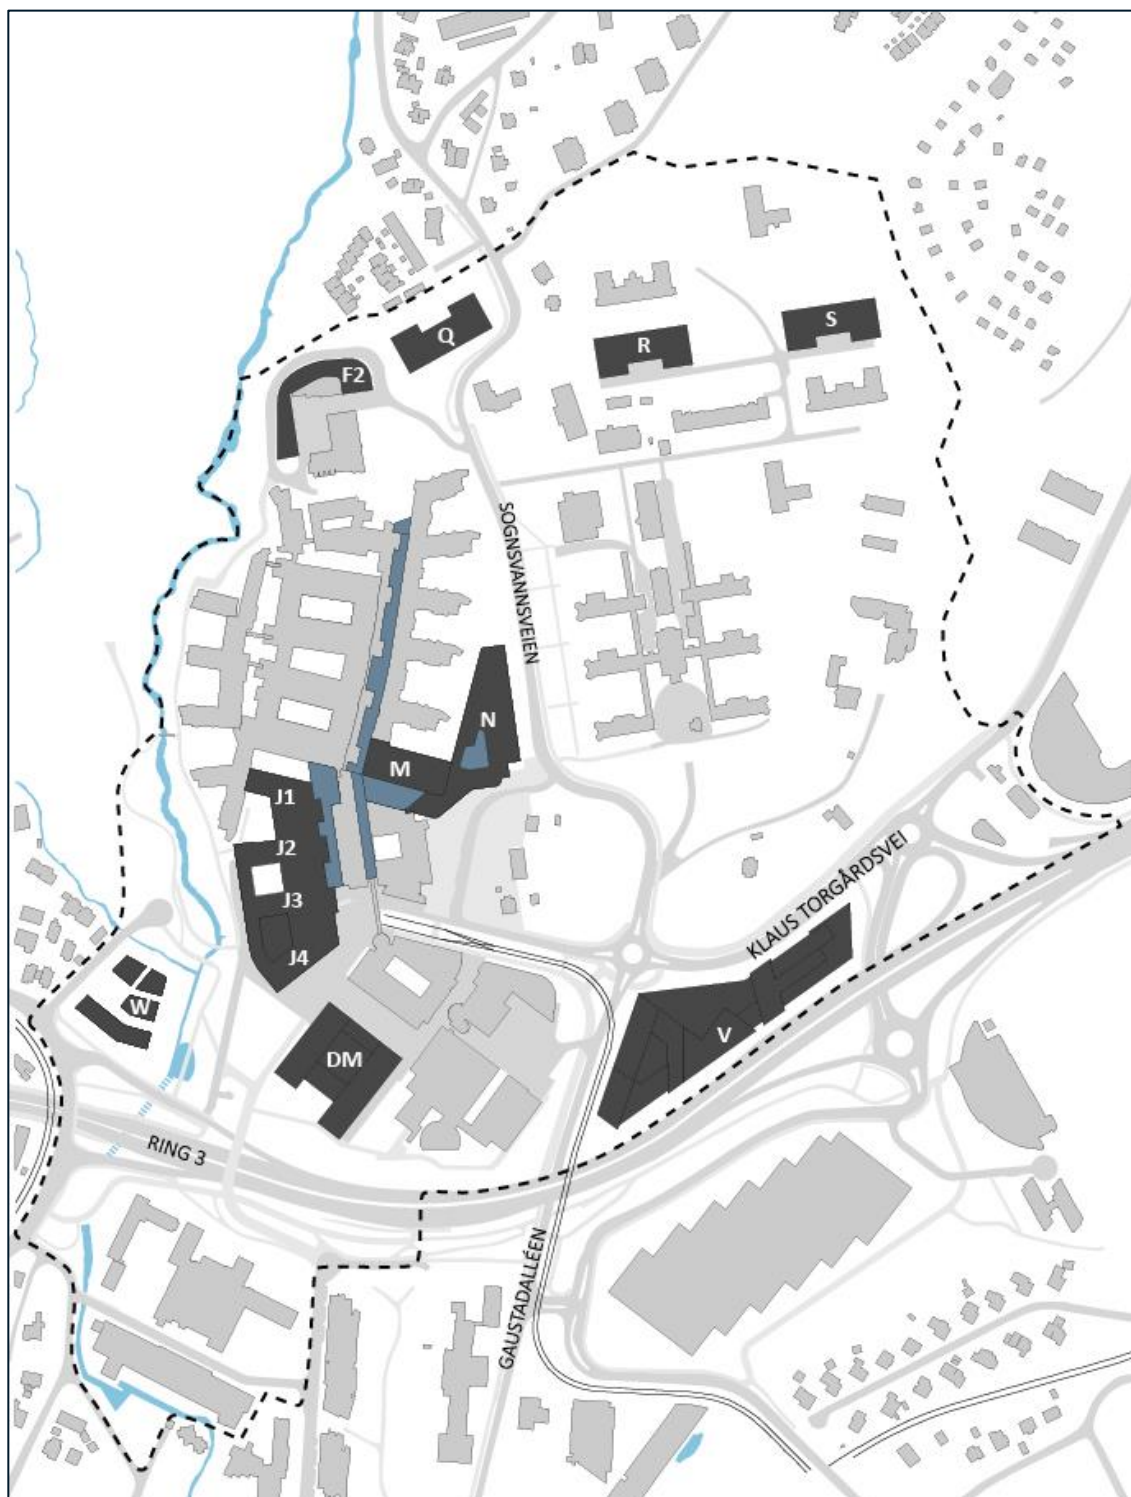 S
Q
R
F2
SOGNSVANNSVEIEN
N
M
J1
J2
J3
KLAUS TORGÅRDSVEI
J4
W
V
DM
RING 3
GAUSTADALLÉEN